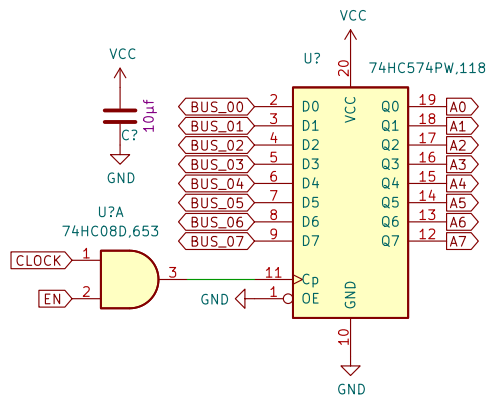 VCC
U?
20
74HC574PW,118
VCC
10µf
C?
GND
VCC
BUS_00 2 D0 Q0 19 A0
BUS_01 3 D1 Q1 18 A1
BUS_02 4 D2 Q2 17 A2
BUS_03 5 D3 Q3 16 A3
BUS_04 6 D4 Q4 15 A4
BUS_05 7 D5 Q5 14 A5
BUS_06 8 D6 Q6 13 A6
BUS_07 9 D7 Q7 12 A7
U?A
74HC08D,653
CLOCK 1
3
11 Cp
EN 2
GND 1 OE
GND
10
GND